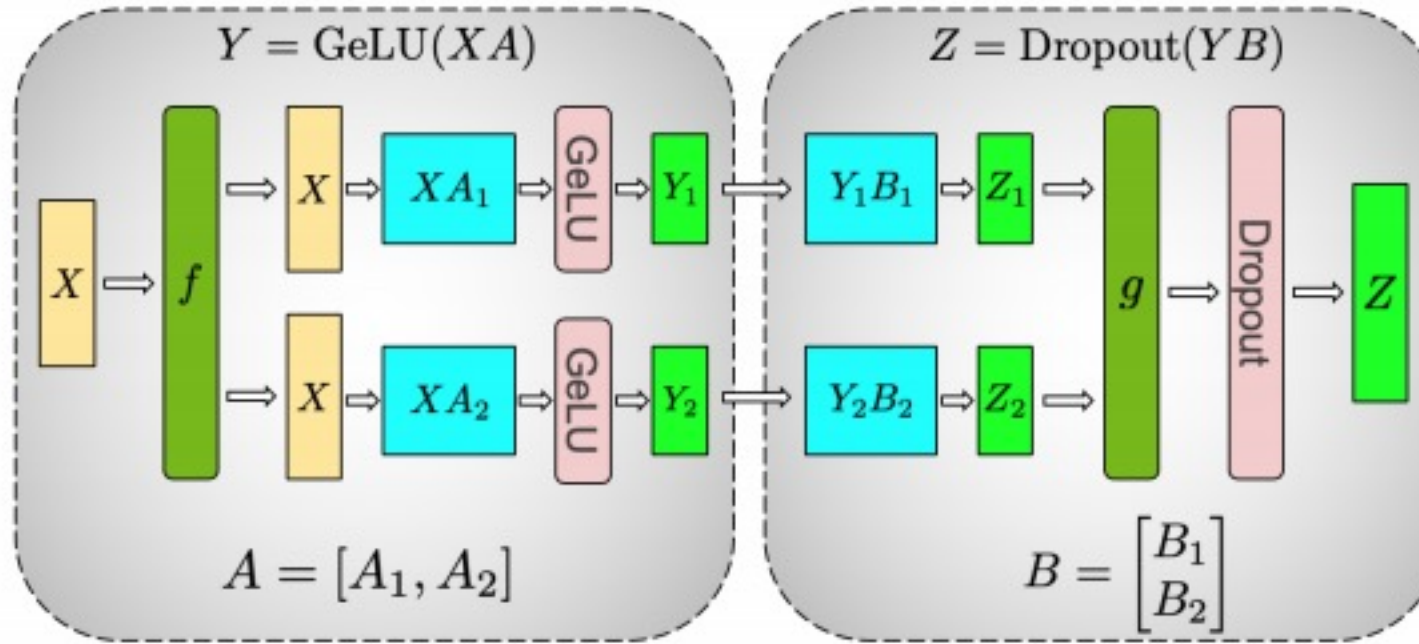 Y = GeLU(XA)
X
f
X
XA₁
GeLU
Y₁
X
XA₂
GeLU
Y₂
A = [A₁, A₂]
Z = Dropout(YB)
Y₁B₁
Z₁
Y₂B₂
Z₂
g
Dropout
Z
B = [B₁
B₂]